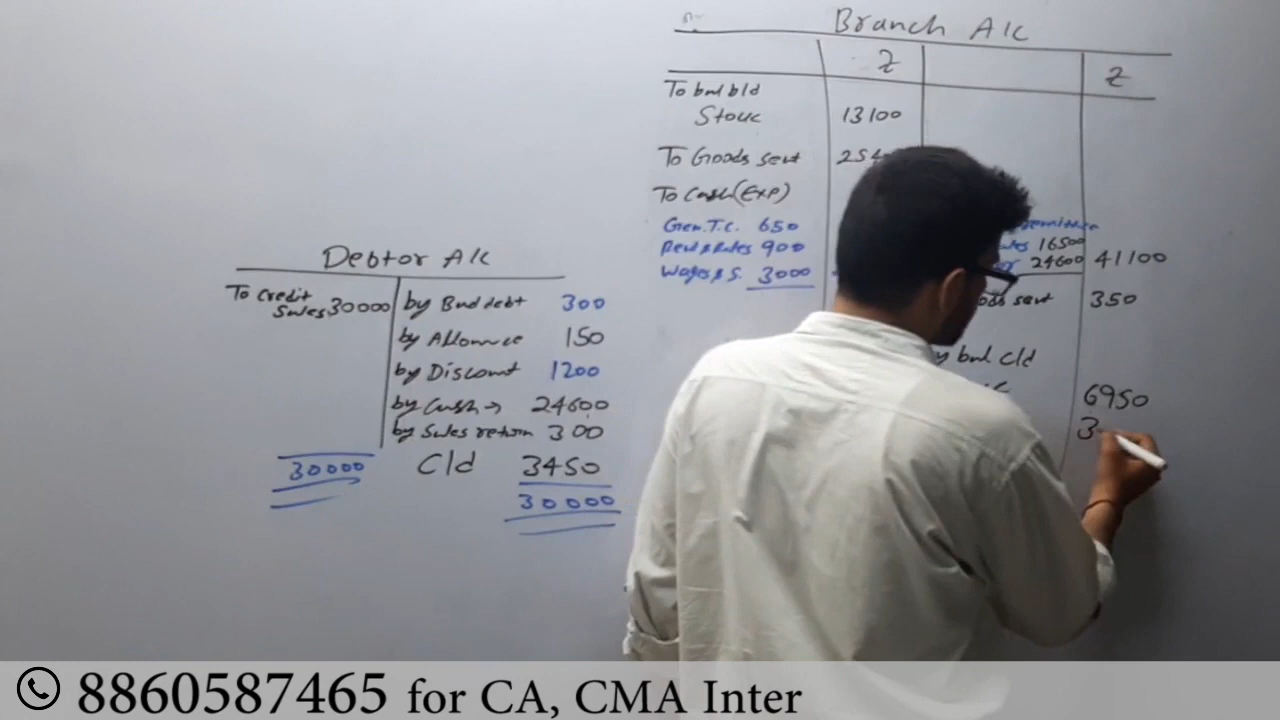 Branch A/c
To bal b/d
Stock 13100
To Goods sent 254
To Cash (Exp)
Gen. T.C. 650
Rent & Rates 900
Wages & S. 3000
16500
24600 41100
sent 350
by bal c/d
6950
3
Debtor A/c
To Credit
Sales 30000
by Bad debt 300
by Allowance 150
by Discount 1200
by Cash → 24600
by Sales return 300
C/d 3450
30000
30000
8860587465 for CA, CMA Inter